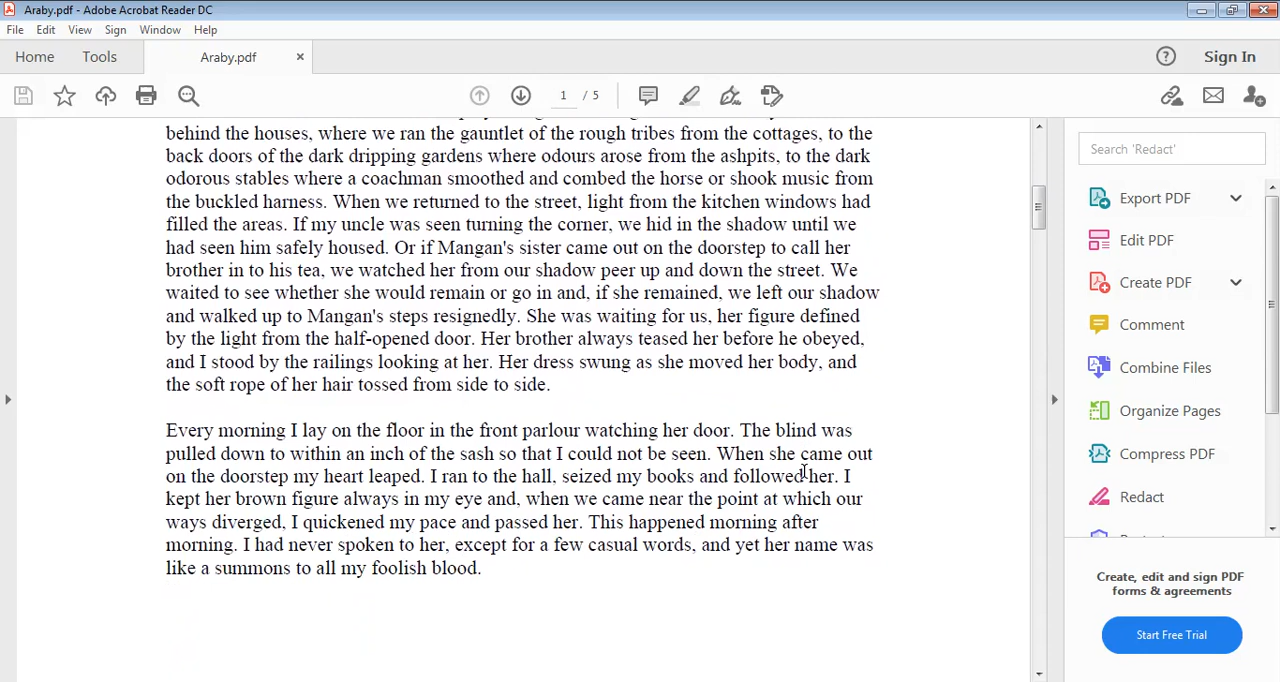 Araby.pdf - Adobe Acrobat Reader DC
File Edit View Sign Window Help
Home Tools Araby.pdf × Sign In
1 / 5
behind the houses, where we ran the gauntlet of the rough tribes from the cottages, to the
back doors of the dark dripping gardens where odours arose from the ashpits, to the dark
odorous stables where a coachman smoothed and combed the horse or shook music from
the buckled harness. When we returned to the street, light from the kitchen windows had
filled the areas. If my uncle was seen turning the corner, we hid in the shadow until we
had seen him safely housed. Or if Mangan's sister came out on the doorstep to call her
brother in to his tea, we watched her from our shadow peer up and down the street. We
waited to see whether she would remain or go in and, if she remained, we left our shadow
and walked up to Mangan's steps resignedly. She was waiting for us, her figure defined
by the light from the half-opened door. Her brother always teased her before he obeyed,
and I stood by the railings looking at her. Her dress swung as she moved her body, and
the soft rope of her hair tossed from side to side.
Every morning I lay on the floor in the front parlour watching her door. The blind was
pulled down to within an inch of the sash so that I could not be seen. When she came out
on the doorstep my heart leaped. I ran to the hall, seized my books and followed her. I
kept her brown figure always in my eye and, when we came near the point at which our
ways diverged, I quickened my pace and passed her. This happened morning after
morning. I had never spoken to her, except for a few casual words, and yet her name was
like a summons to all my foolish blood.
Search 'Redact'
Export PDF
Edit PDF
Create PDF
Comment
Combine Files
Organize Pages
Compress PDF
Redact
Create, edit and sign PDF
forms & agreements
Start Free Trial